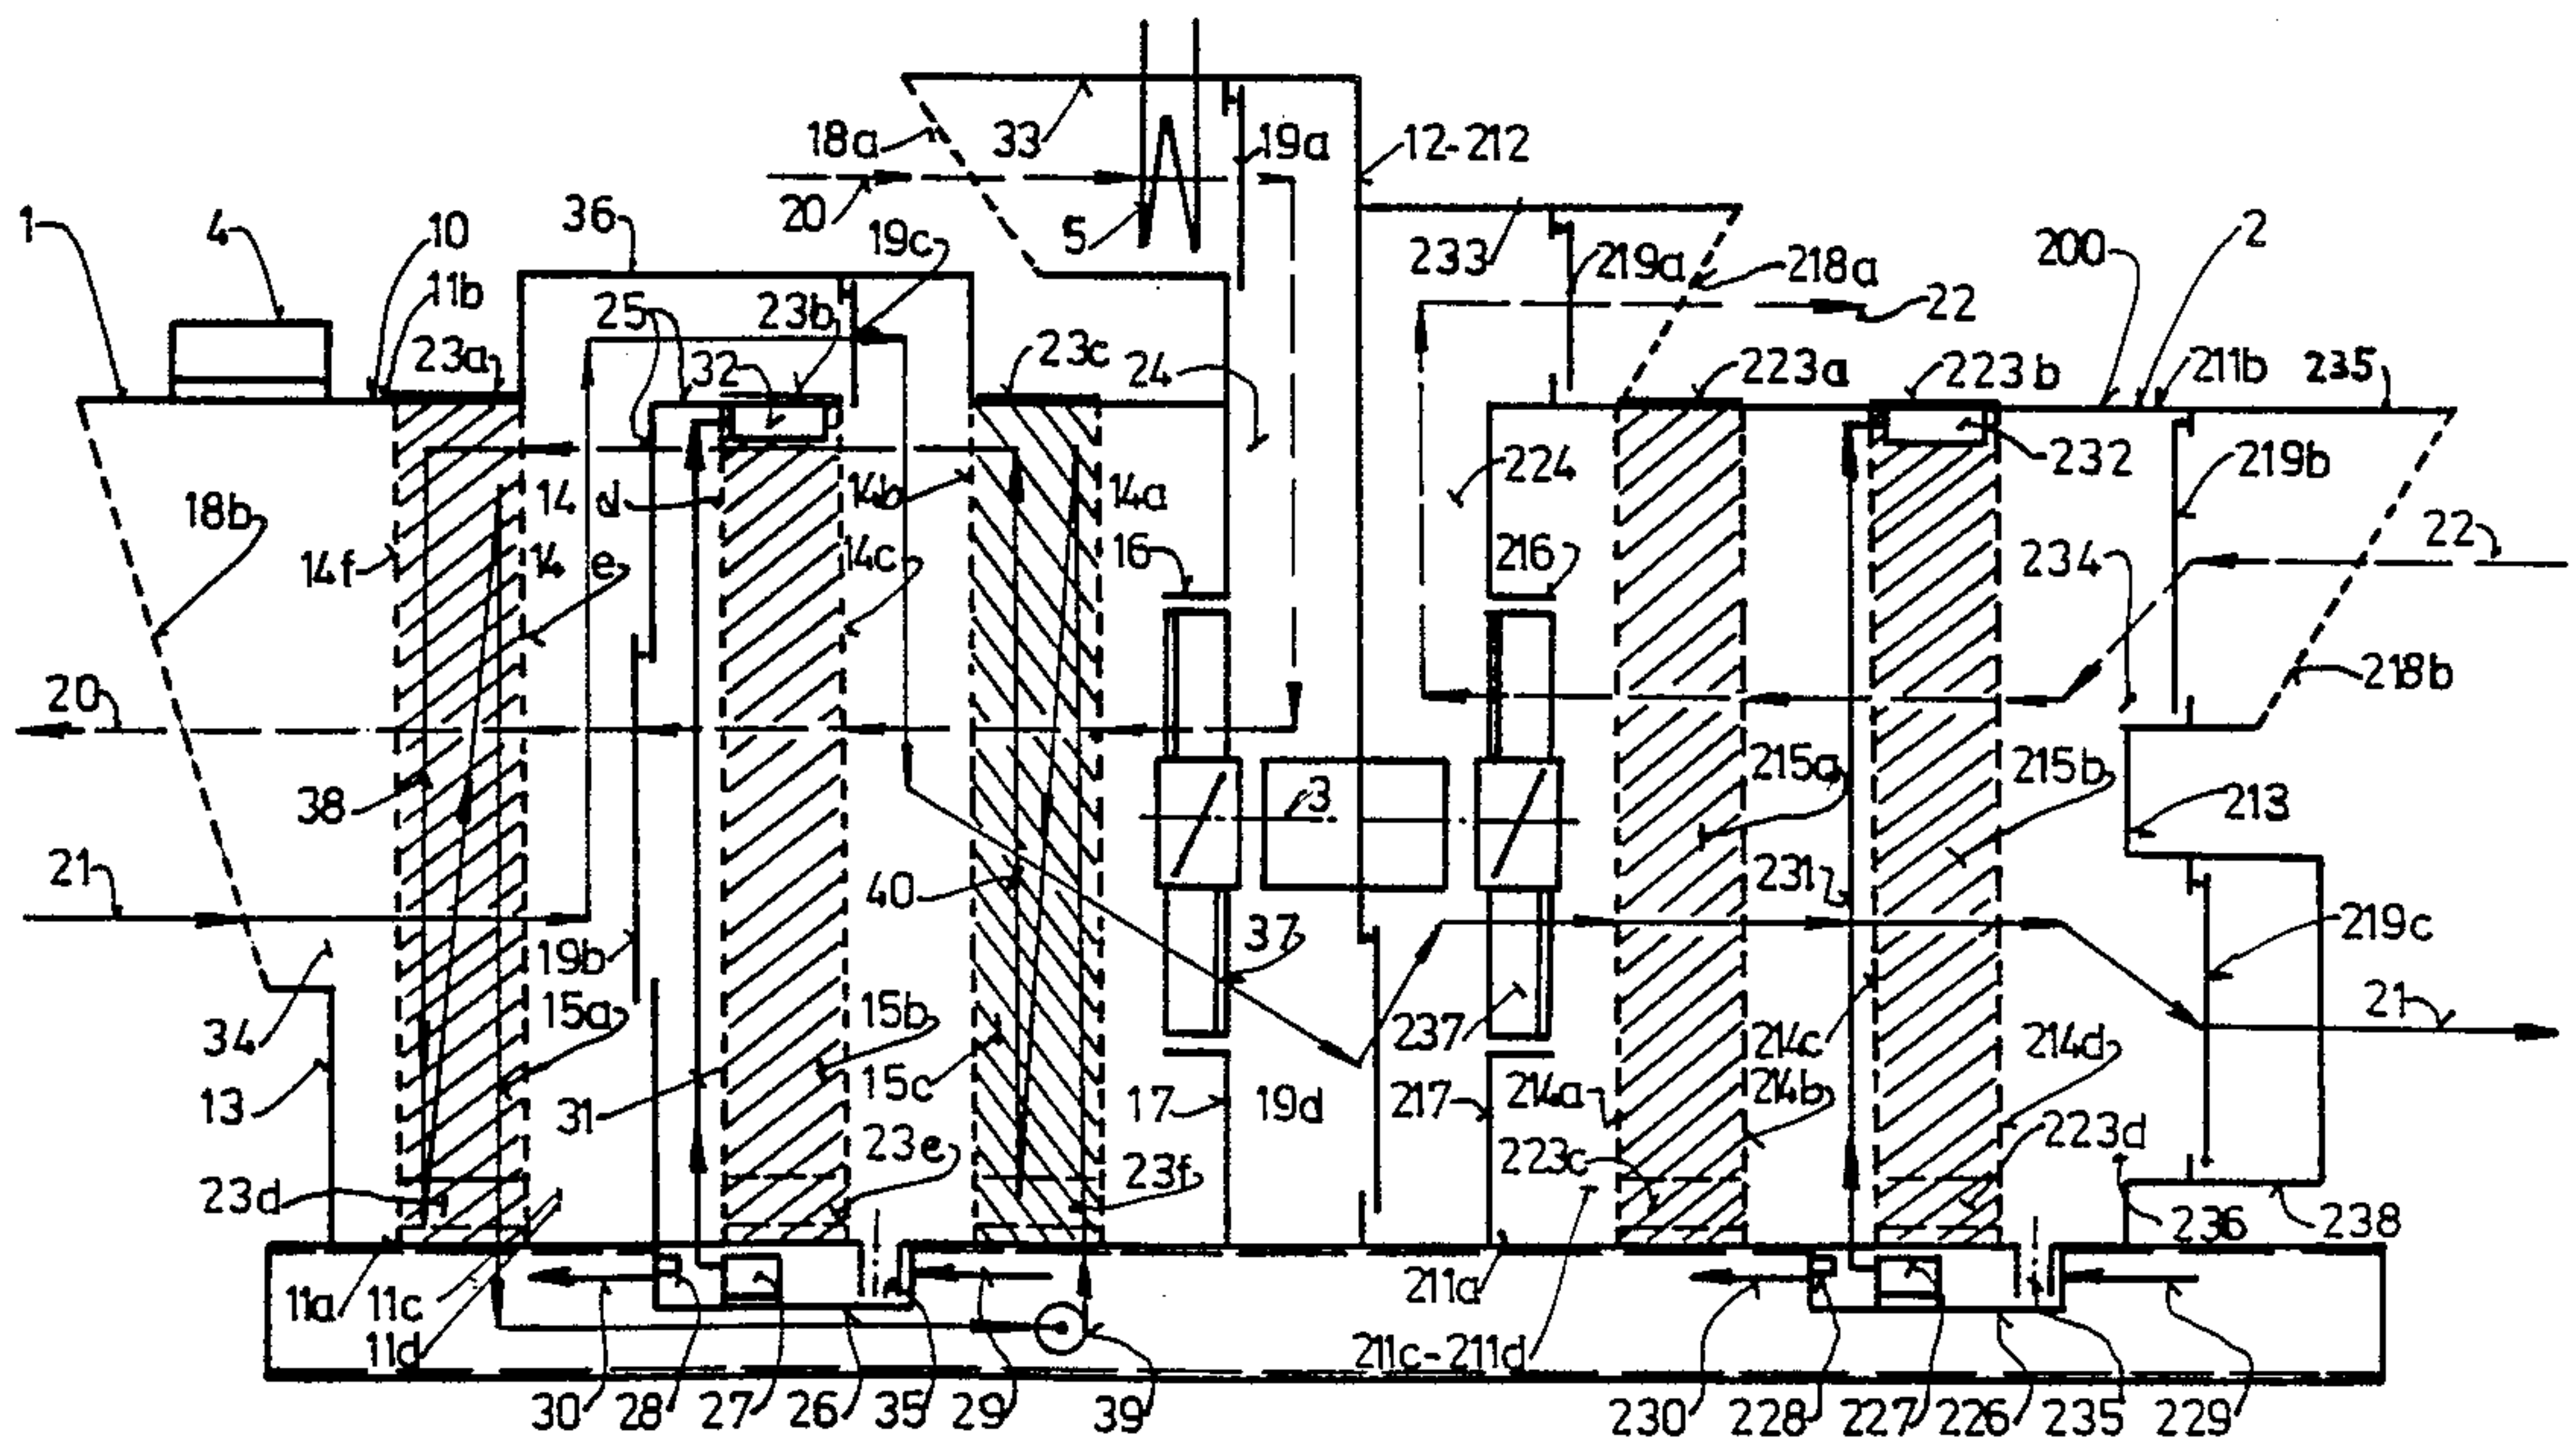 18a 33 19a 12-212
20 5
1 4 10 36 19c 233 219a 218a 200 2
11b 25 23b 22
23a 32 23c 24 223a 223b 211b 235
14 d 14b 14a 224 232 219b
18b 14f 14 e 14c 16 216 234 22
20 218b
38 215a 215b 213
3
21 40 231
19b 37 219c
34 15a 15b 237 21
13 31 15c 17 19d 217 214a 214c 214b 214d
23d 23e 23f 223c 223d
236 238
11a 11c 211a
11d 211c-211d
30 28 27 26 35 29 39 230 228 227 226 235 229